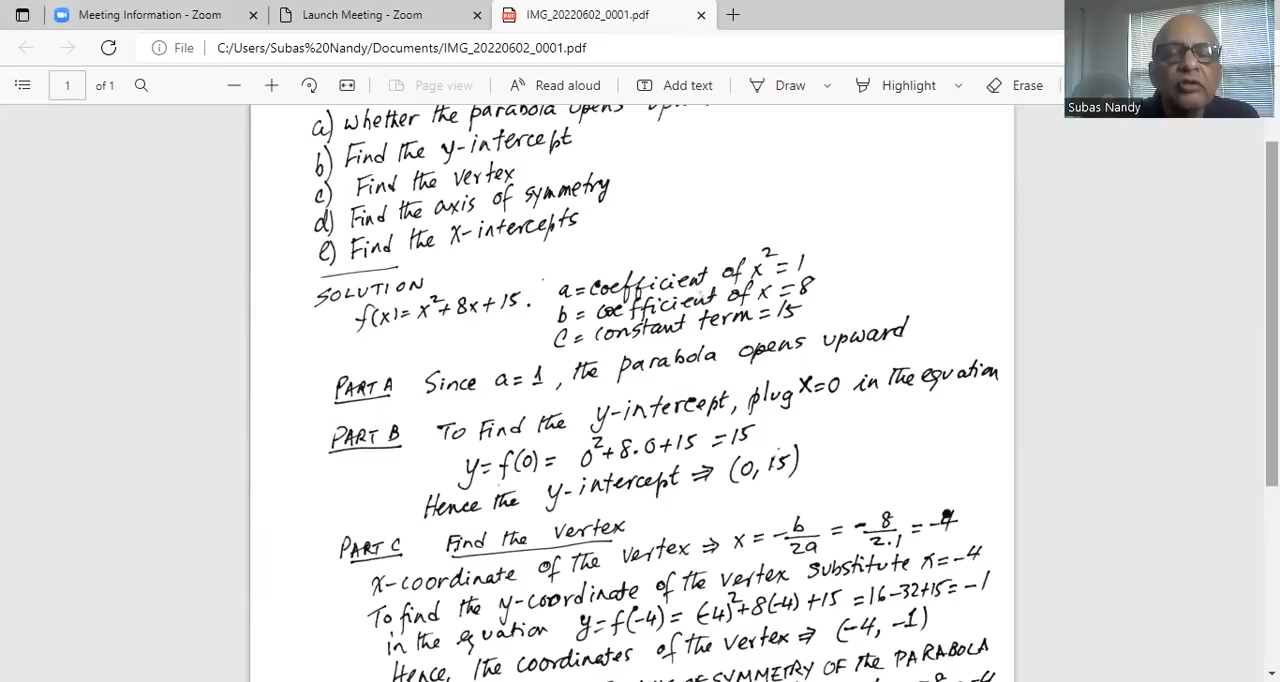 Meeting Information - Zoom
Launch Meeting - Zoom
IMG_20220602_0001.pdf
File C:/Users/Subas%20Nandy/Documents/IMG_20220602_0001.pdf
1 of 1 Page view Read aloud Add text Draw Highlight Erase
Subas Nandy
a) Whether the parabola opens
b) Find the y-intercept
c) Find the vertex
d) Find the axis of symmetry
e) Find the x-intercepts
SOLUTION
f(x) = x²+8x+15. a = coefficient of x² = 1
b = coefficient of x = 8
C = constant term = 15
PART A Since a = 1, the parabola opens upward
PART B To Find the y-intercept, plug x=0 in the equation
y = f(0) = 0²+8.0+15 = 15
Hence the y-intercept ⇒ (0, 15)
PART C Find the vertex
x-coordinate of the vertex ⇒ x = -b/2a = -8/2.1 = -4
To find the y-coordinate of the vertex substitute x=-4
in the equation y = f(-4) = (-4)²+8(-4)+15 = 16-32+15 = -1
Hence, the coordinates of the vertex ⇒ (-4, -1)
OF SYMMETRY OF the PARABOLA